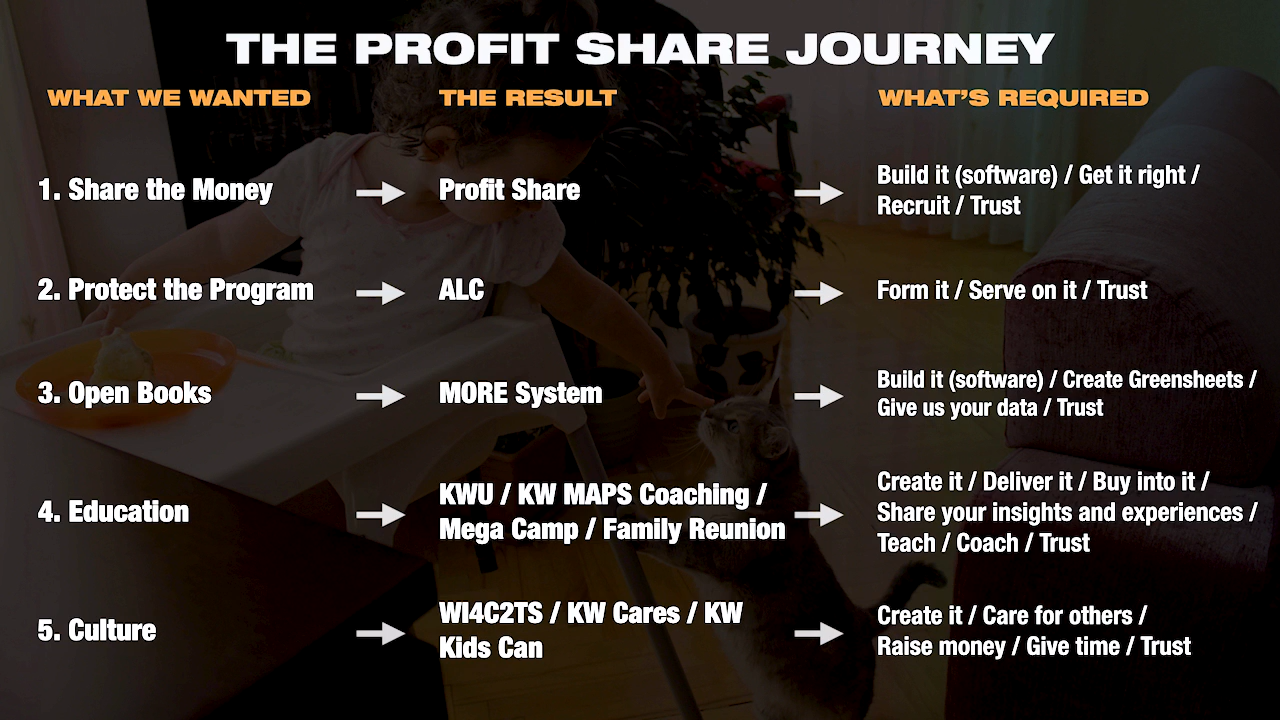 THE PROFIT SHARE JOURNEY
WHAT WE WANTED
THE RESULT
WHAT'S REQUIRED
1. Share the Money
Profit Share
Build it (software) / Get it right /
Recruit / Trust
2. Protect the Program
ALC
Form it / Serve on it / Trust
3. Open Books
MORE System
Build it (software) / Create Greensheets /
Give us your data / Trust
4. Education
KWU / KW MAPS Coaching /
Mega Camp / Family Reunion
Create it / Deliver it / Buy into it /
Share your insights and experiences /
Teach / Coach / Trust
5. Culture
WI4C2TS / KW Cares / KW
Kids Can
Create it / Care for others /
Raise money / Give time / Trust